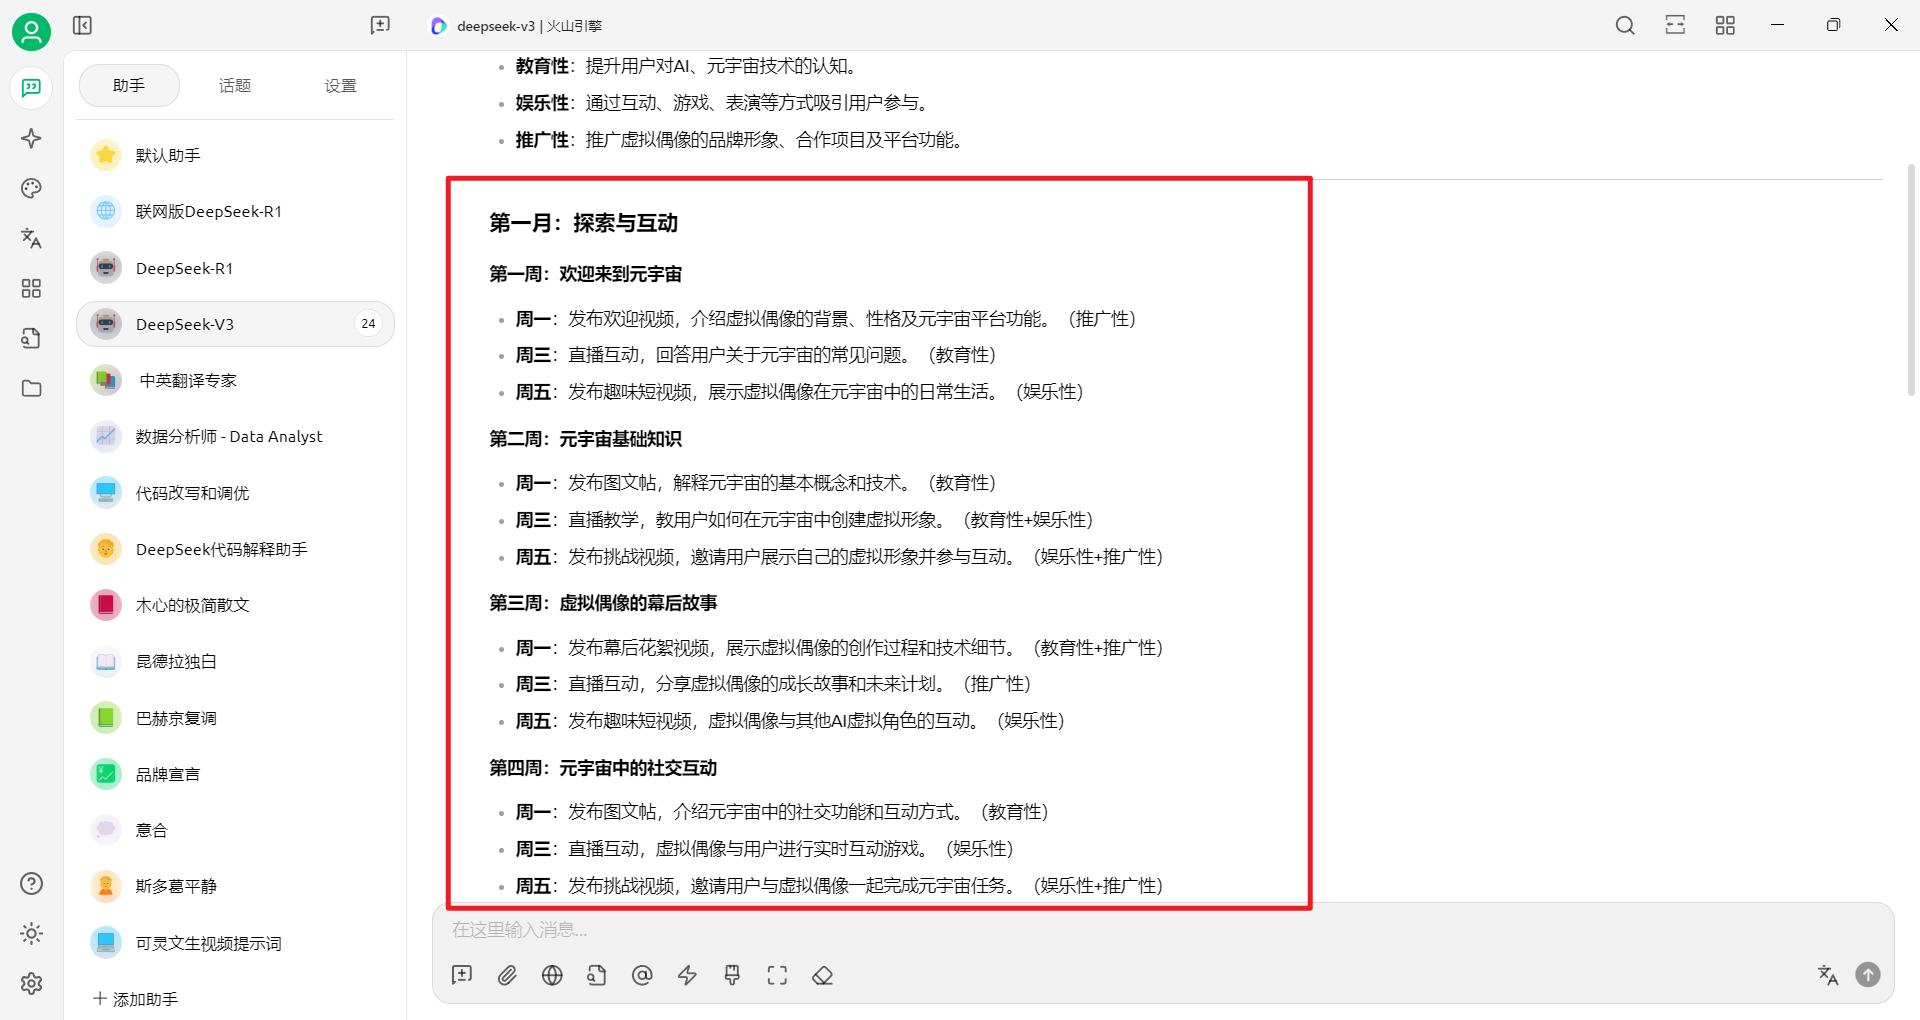 deepseek-v3 | 火山引擎
助手
话题
设置
默认助手
联网版DeepSeek-R1
DeepSeek-R1
DeepSeek-V3
24
中英翻译专家
数据分析师 - Data Analyst
代码改写和调优
DeepSeek代码解释助手
木心的极简散文
昆德拉独白
巴赫京复调
品牌宣言
意合
斯多葛平静
可灵文生视频提示词
添加助手
教育性：提升用户对AI、元宇宙技术的认知。
娱乐性：通过互动、游戏、表演等方式吸引用户参与。
推广性：推广虚拟偶像的品牌形象、合作项目及平台功能。
第一月：探索与互动
第一周：欢迎来到元宇宙
周一：发布欢迎视频，介绍虚拟偶像的背景、性格及元宇宙平台功能。（推广性）
周三：直播互动，回答用户关于元宇宙的常见问题。（教育性）
周五：发布趣味短视频，展示虚拟偶像在元宇宙中的日常生活。（娱乐性）
第二周：元宇宙基础知识
周一：发布图文帖，解释元宇宙的基本概念和技术。（教育性）
周三：直播教学，教用户如何在元宇宙中创建虚拟形象。（教育性+娱乐性）
周五：发布挑战视频，邀请用户展示自己的虚拟形象并参与互动。（娱乐性+推广性）
第三周：虚拟偶像的幕后故事
周一：发布幕后花絮视频，展示虚拟偶像的创作过程和技术细节。（教育性+推广性）
周三：直播互动，分享虚拟偶像的成长故事和未来计划。（推广性）
周五：发布趣味短视频，虚拟偶像与其他AI虚拟角色的互动。（娱乐性）
第四周：元宇宙中的社交互动
周一：发布图文帖，介绍元宇宙中的社交功能和互动方式。（教育性）
周三：直播互动，虚拟偶像与用户进行实时互动游戏。（娱乐性）
周五：发布挑战视频，邀请用户与虚拟偶像一起完成元宇宙任务。（娱乐性+推广性）
在这里输入消息...